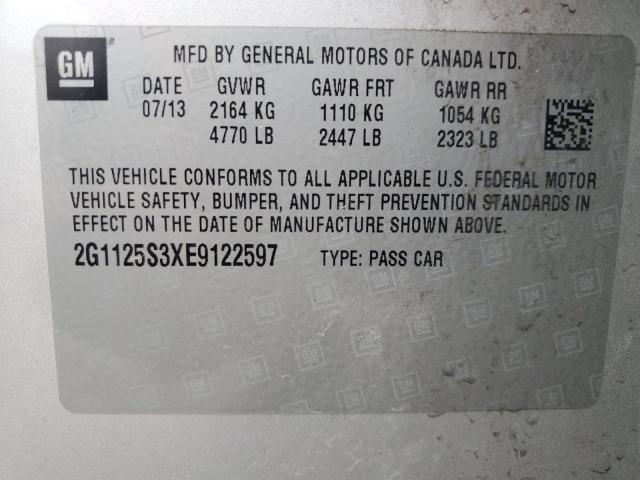 GM
MFD BY GENERAL MOTORS OF CANADA LTD.
DATE GVWR GAWR FRT GAWR RR
07/13 2164 KG 1110 KG 1054 KG
4770 LB 2447 LB 2323 LB
THIS VEHICLE CONFORMS TO ALL APPLICABLE U.S. FEDERAL MOTOR
VEHICLE SAFETY, BUMPER, AND THEFT PREVENTION STANDARDS IN
EFFECT ON THE DATE OF MANUFACTURE SHOWN ABOVE.
2G1125S3XE9122597 TYPE: PASS CAR